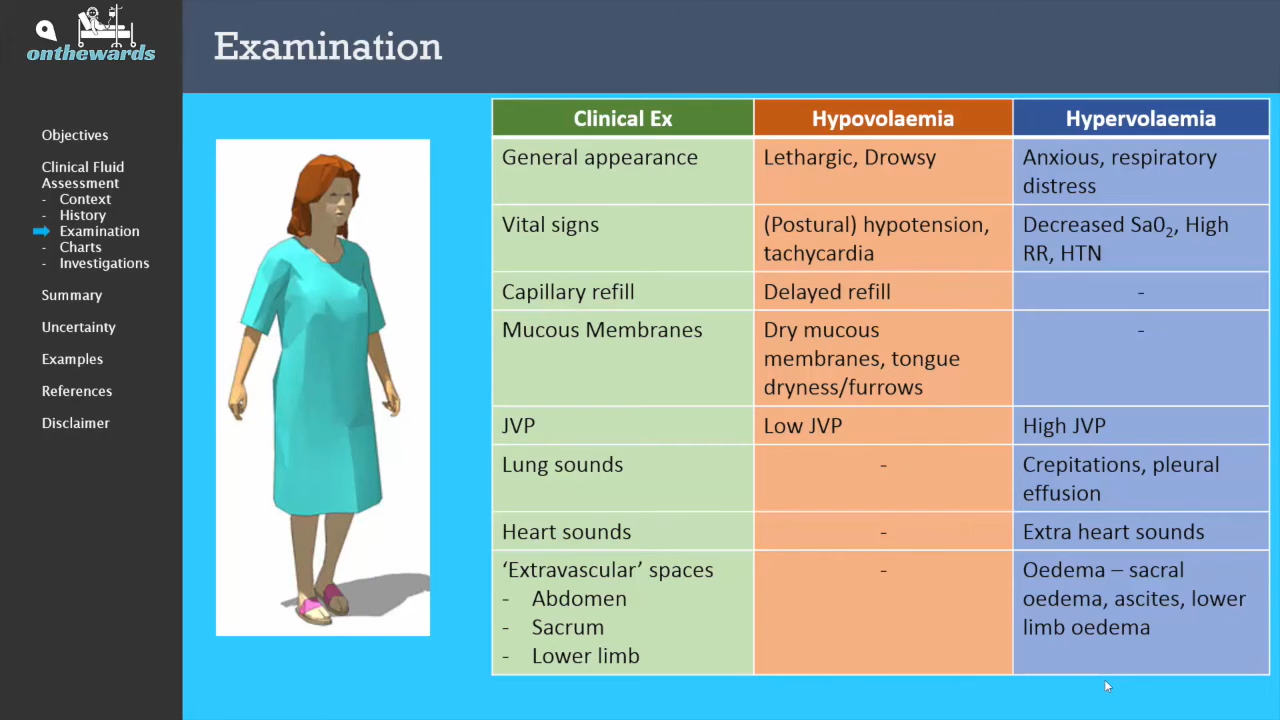 onthewards
Examination
Objectives
Clinical Fluid
Assessment
- Context
- History
- Examination
- Charts
- Investigations
Summary
Uncertainty
Examples
References
Disclaimer
Clinical Ex
Hypovolaemia
Hypervolaemia
General appearance
Lethargic, Drowsy
Anxious, respiratory
distress
Vital signs
(Postural) hypotension,
tachycardia
Decreased Sa0₂, High
RR, HTN
Capillary refill
Delayed refill
-
Mucous Membranes
Dry mucous
membranes, tongue
dryness/furrows
-
JVP
Low JVP
High JVP
Lung sounds
-
Crepitations, pleural
effusion
Heart sounds
-
Extra heart sounds
‘Extravascular’ spaces
- Abdomen
- Sacrum
- Lower limb
-
Oedema – sacral
oedema, ascites, lower
limb oedema